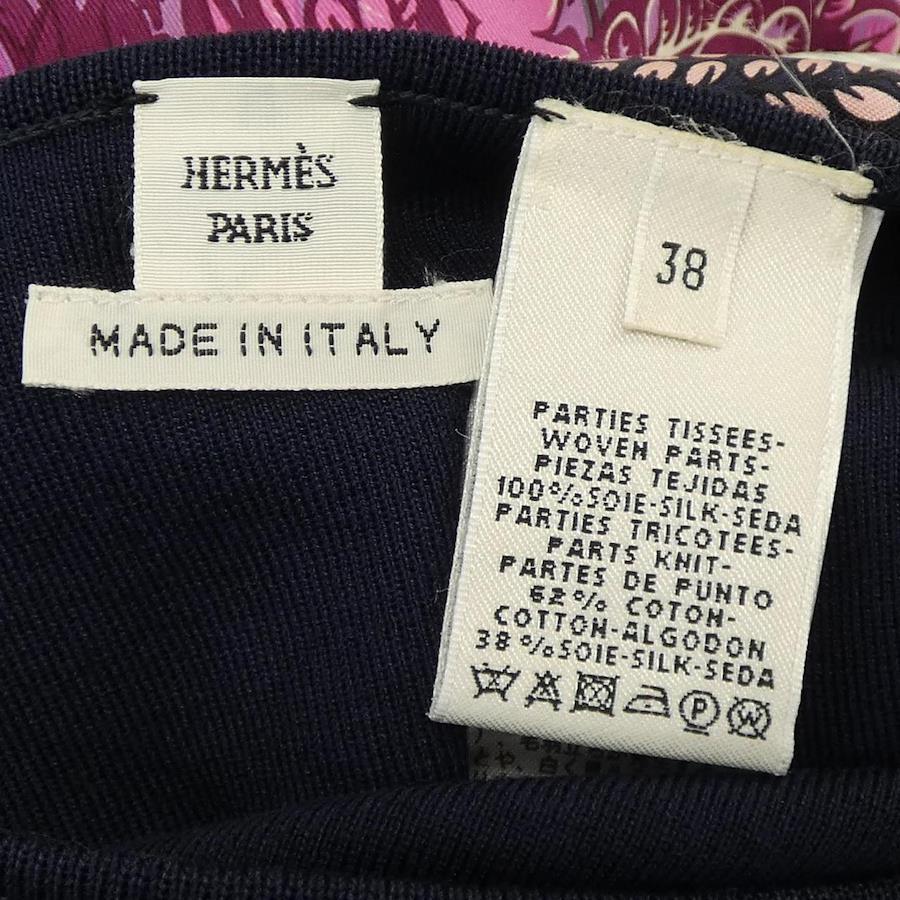 HERMÈS
PARIS
MADE IN ITALY
38
PARTIES TISSEES-
WOVEN PARTS-
PIEZAS TEJIDAS
100%SOIE-SILK-SEDA
PARTIES TRICOTEES-
PARTS KNIT-
PARTES DE PUNTO
62% COTON-
COTTON-ALGODON
38%SOIE-SILK-SEDA
P
W